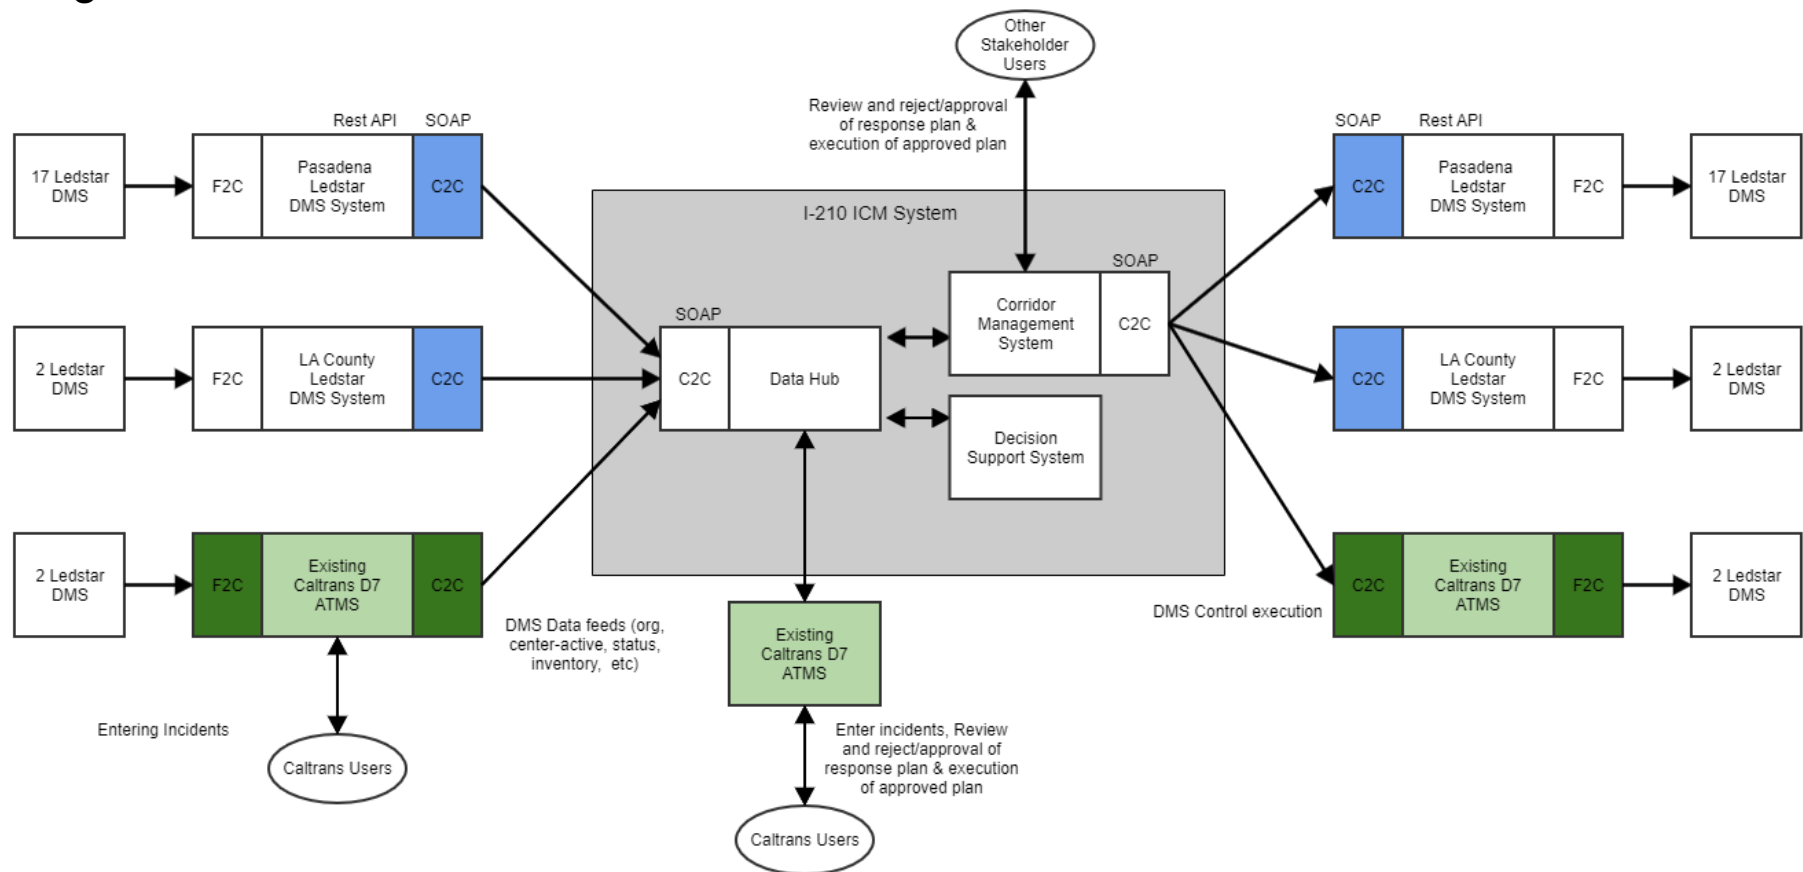 Other
Stakeholder
Users
Review and reject/approval
of response plan &
execution of approved plan
Rest API
SOAP
17 Ledstar
DMS
F2C
Pasadena
Ledstar
DMS System
C2C
SOAP
Rest API
C2C
Pasadena
Ledstar
DMS System
F2C
17 Ledstar
DMS
I-210 ICM System
SOAP
Corridor
Management
System
C2C
SOAP
C2C
Data Hub
Decision
Support System
2 Ledstar
DMS
F2C
LA County
Ledstar
DMS System
C2C
C2C
LA County
Ledstar
DMS System
F2C
2 Ledstar
DMS
2 Ledstar
DMS
F2C
Existing
Caltrans D7
ATMS
C2C
DMS Data feeds (org,
center-active, status,
inventory, etc)
Existing
Caltrans D7
ATMS
DMS Control execution
C2C
Existing
Caltrans D7
ATMS
F2C
2 Ledstar
DMS
Entering Incidents
Caltrans Users
Enter incidents, Review
and reject/approval of
response plan & execution
of approved plan
Caltrans Users